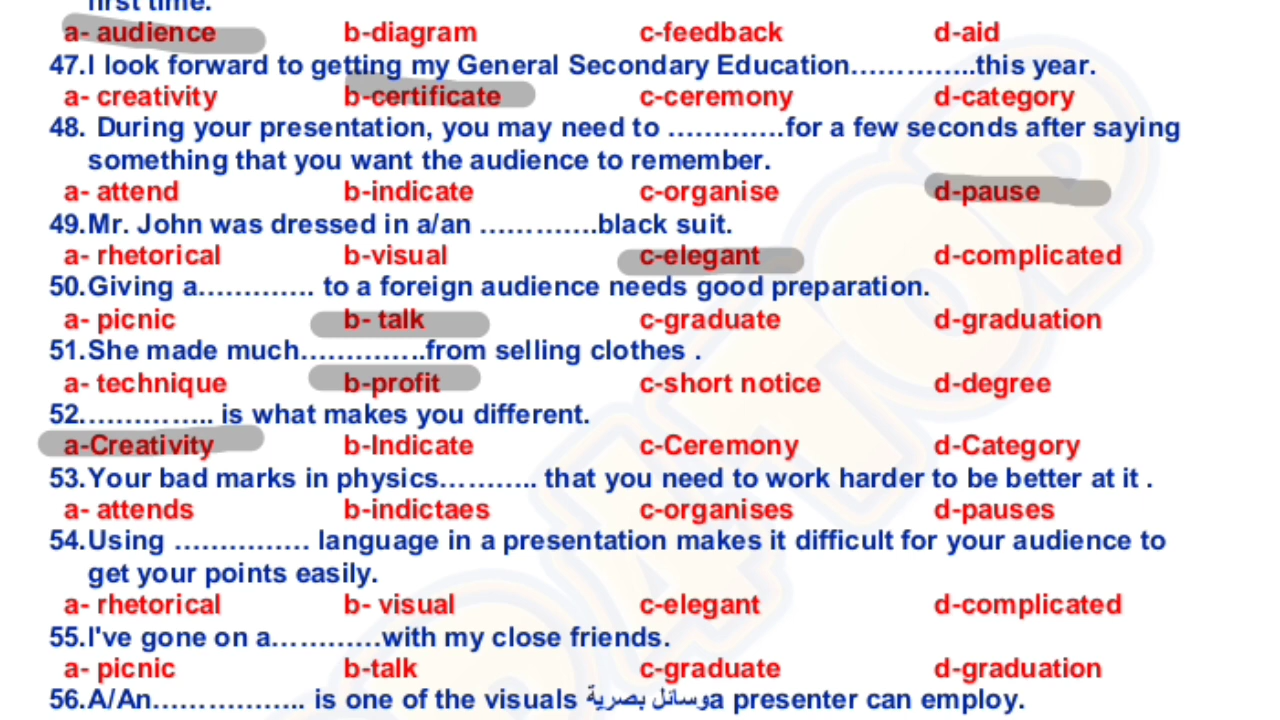 first time.
a- audience b-diagram c-feedback d-aid
47.I look forward to getting my General Secondary Education…………..this year.
a- creativity b-certificate c-ceremony d-category
48. During your presentation, you may need to ………….for a few seconds after saying
something that you want the audience to remember.
a- attend b-indicate c-organise d-pause
49.Mr. John was dressed in a/an ………….black suit.
a- rhetorical b-visual c-elegant d-complicated
50.Giving a…………. to a foreign audience needs good preparation.
a- picnic b- talk c-graduate d-graduation
51.She made much…………..from selling clothes .
a- technique b-profit c-short notice d-degree
52.………….. is what makes you different.
a-Creativity b-Indicate c-Ceremony d-Category
53.Your bad marks in physics……….. that you need to work harder to be better at it .
a- attends b-indictaes c-organises d-pauses
54.Using …………… language in a presentation makes it difficult for your audience to
get your points easily.
a- rhetorical b- visual c-elegant d-complicated
55.I've gone on a…………with my close friends.
a- picnic b-talk c-graduate d-graduation
56.A/An…………….. is one of the visuals وسائل بصريةa presenter can employ.